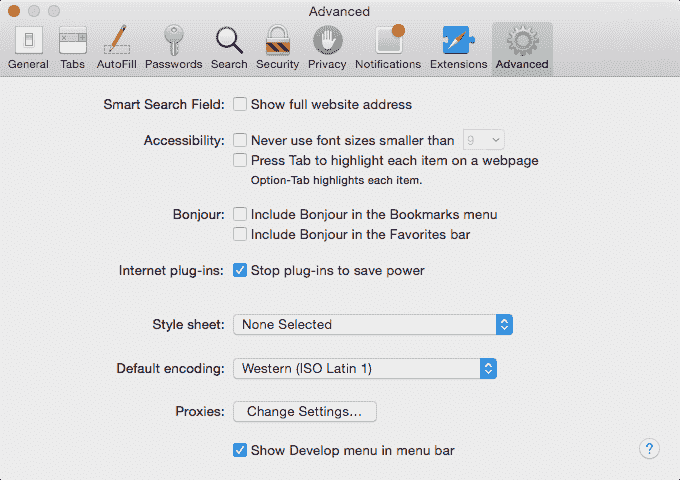 Advanced
General Tabs AutoFill Passwords Search Security Privacy Notifications Extensions Advanced
Smart Search Field: Show full website address
Accessibility: Never use font sizes smaller than 9
Press Tab to highlight each item on a webpage
Option-Tab highlights each item.
Bonjour: Include Bonjour in the Bookmarks menu
Include Bonjour in the Favorites bar
Internet plug-ins: Stop plug-ins to save power
Style sheet: None Selected
Default encoding: Western (ISO Latin 1)
Proxies: Change Settings...
Show Develop menu in menu bar
?